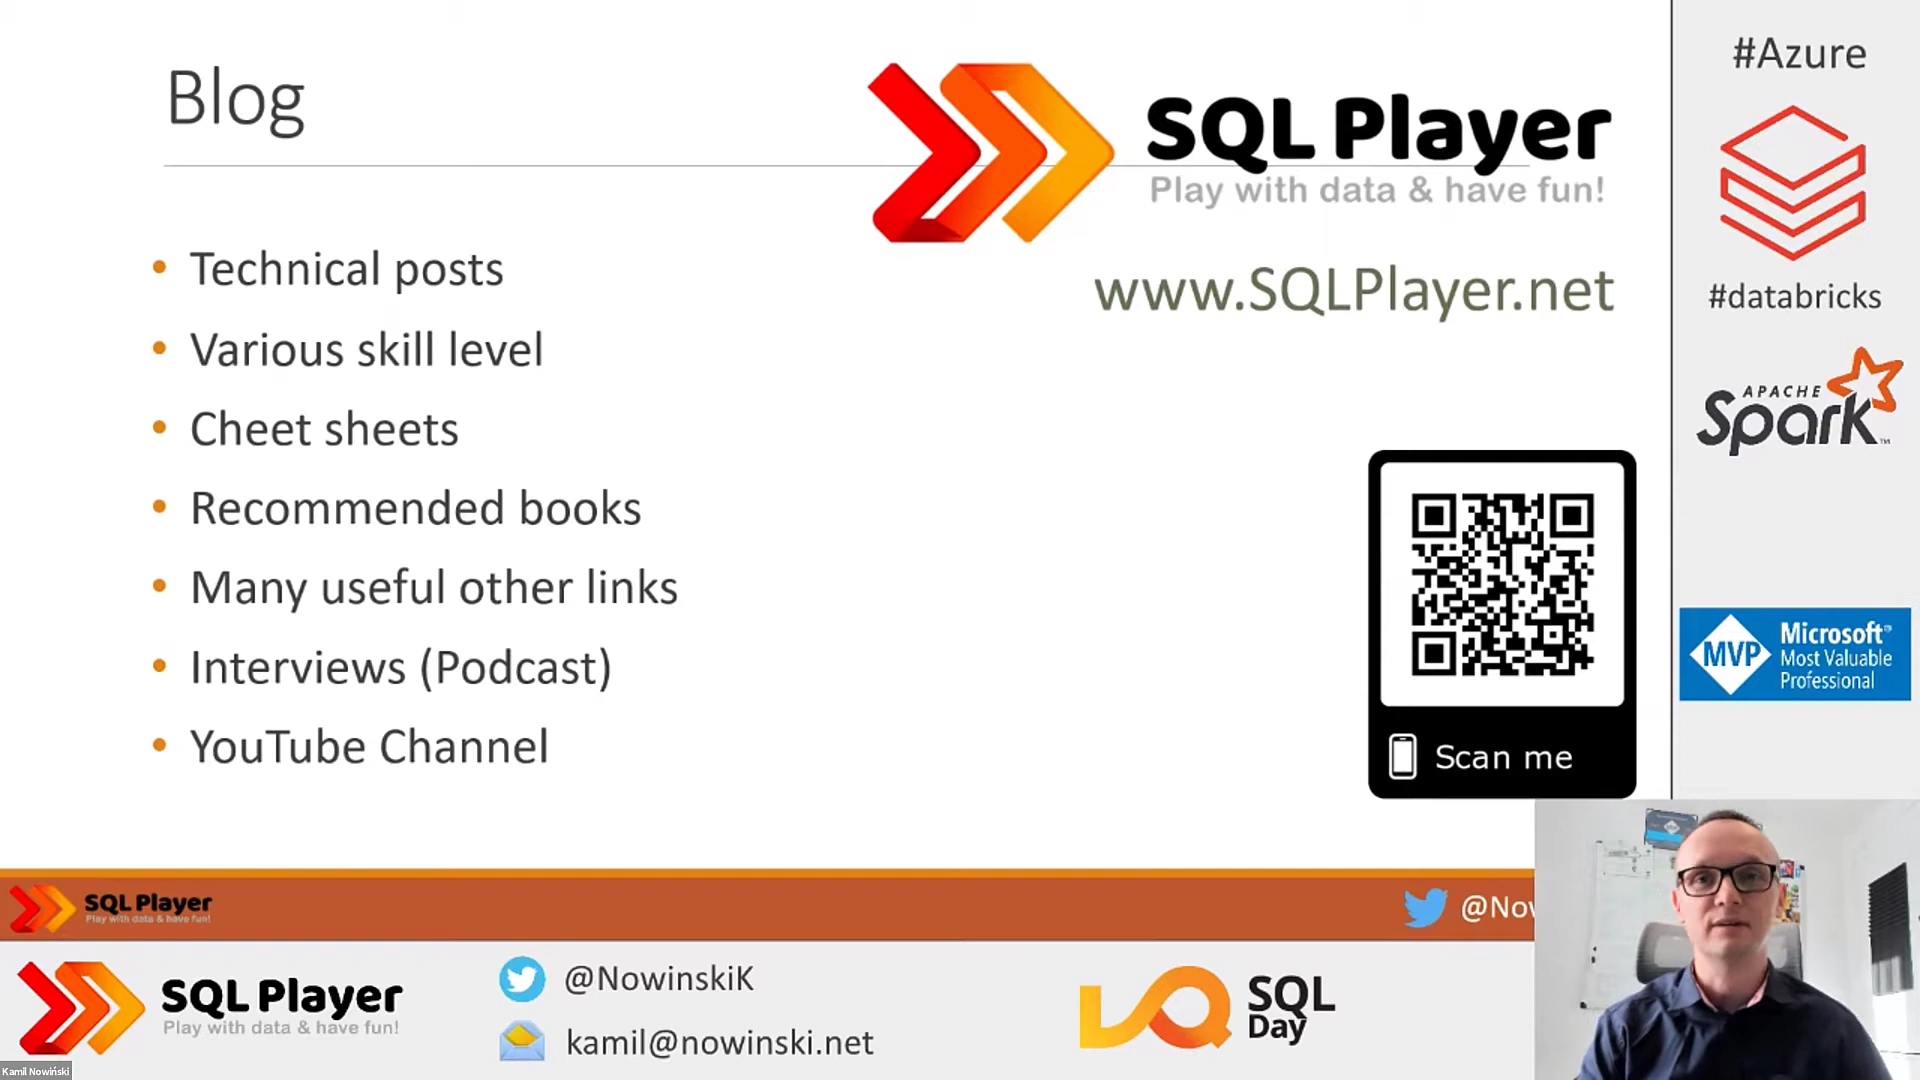 Blog
SQL Player
Play with data & have fun!
www.SQLPlayer.net
Technical posts
Various skill level
Cheet sheets
Recommended books
Many useful other links
Interviews (Podcast)
YouTube Channel
Scan me
#Azure
#databricks
APACHE
Spark™
MVP
Microsoft®
Most Valuable
Professional
SQL Player
Play with data & have fun!
@Now
SQL Player
Play with data & have fun!
@NowinskiK
kamil@nowinski.net
SQL
Day
Kamil Nowiński